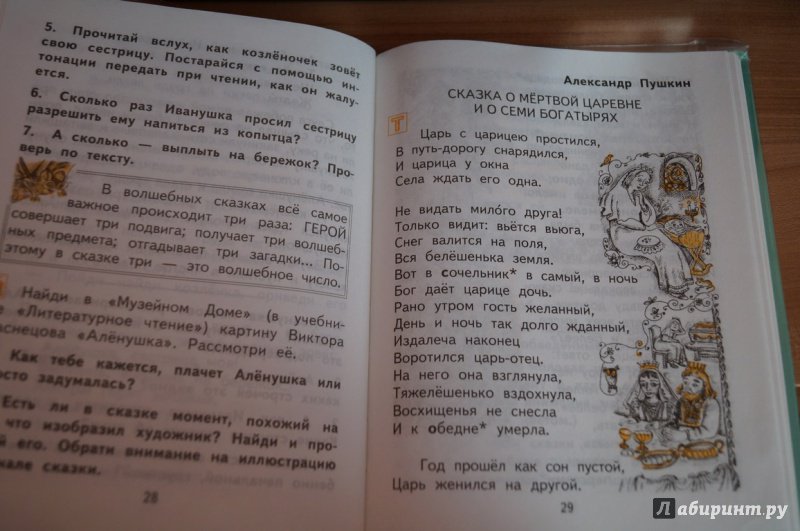 5. Прочитай вслух, как козлёночек зовёт
свою сестрицу. Постарайся с помощью ин-
тонации передать при чтении, как он жалу-
ется.
6. Сколько раз Иванушка просил сестрицу
разрешить ему напиться из копытца?
7. А сколько — выплыть на бережок? Про-
верь по тексту.
В волшебных сказках всё самое
важное происходит три раза: ГЕРОЙ
совершает три подвига; получает три волшеб-
ных предмета; отгадывает три загадки... По-
этому в сказке три — это волшебное число.
Найди в «Музейном Доме» (в учебни-
ке «Литературное чтение») картину Виктора
аснецова «Алёнушка». Рассмотри её.
Как тебе кажется, плачет Алёнушка или
осто задумалась?
Есть ли в сказке момент, похожий на
что изобразил художник? Найди и про-
й его. Обрати внимание на иллюстрацию
чале сказки.
28
Александр Пушкин
СКАЗКА О МЁРТВОЙ ЦАРЕВНЕ
И О СЕМИ БОГАТЫРЯХ
Т
Царь с царицею простился,
В путь-дорогу снарядился,
И царица у окна
Села ждать его одна.
Не видать мило́го друга!
Только видит: вьётся вьюга,
Снег валится на поля,
Вся белёшенька земля.
Вот в сочельник* в самый, в ночь
Бог даёт царице дочь.
Рано утром гость желанный,
День и ночь так долго жданный,
Издалеча наконец
Воротился царь-отец.
На него она взглянула,
Тяжелёшенько вздохнула,
Восхищенья не снесла
И к обедне* умерла.
Год прошёл как сон пустой,
Царь женился на другой.
29
Лабиринт.ру